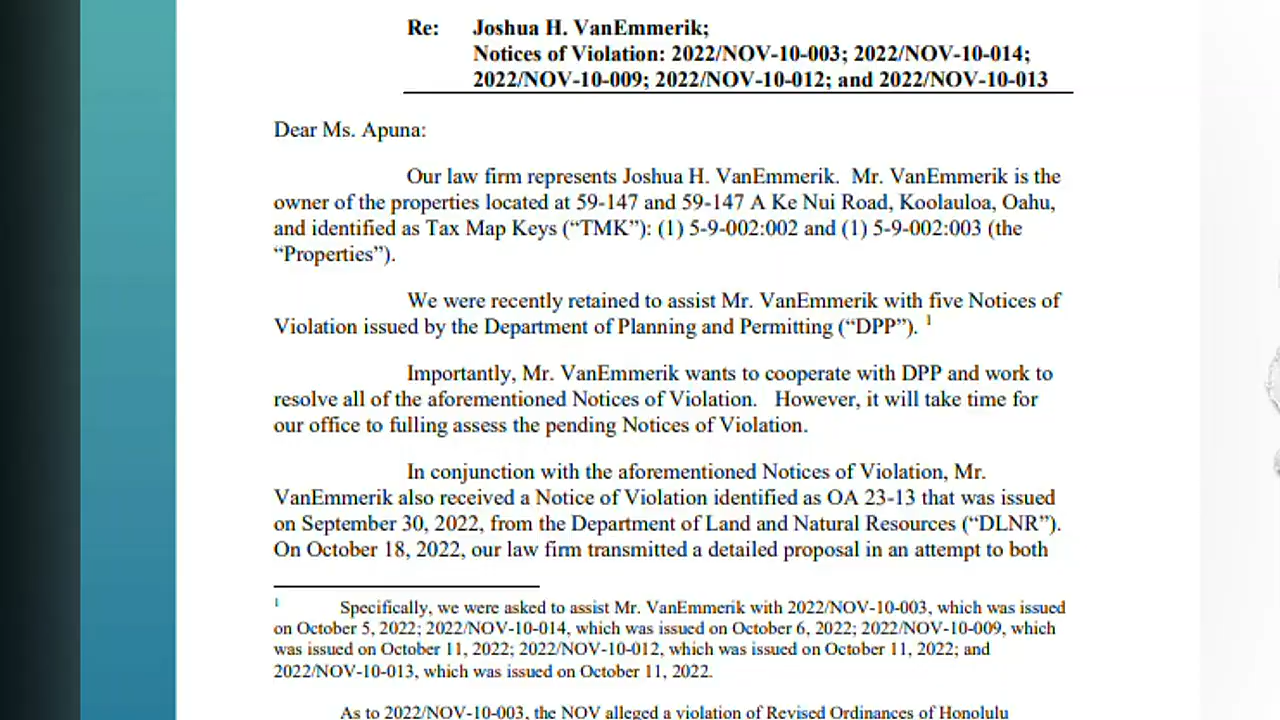 Re: Joshua H. VanEmmerik;
Notices of Violation: 2022/NOV-10-003; 2022/NOV-10-014;
2022/NOV-10-009; 2022/NOV-10-012; and 2022/NOV-10-013
Dear Ms. Apuna:
Our law firm represents Joshua H. VanEmmerik. Mr. VanEmmerik is the
owner of the properties located at 59-147 and 59-147 A Ke Nui Road, Koolauloa, Oahu,
and identified as Tax Map Keys (“TMK”): (1) 5-9-002:002 and (1) 5-9-002:003 (the
“Properties”).
We were recently retained to assist Mr. VanEmmerik with five Notices of
Violation issued by the Department of Planning and Permitting (“DPP”). 1
Importantly, Mr. VanEmmerik wants to cooperate with DPP and work to
resolve all of the aforementioned Notices of Violation. However, it will take time for
our office to fulling assess the pending Notices of Violation.
In conjunction with the aforementioned Notices of Violation, Mr.
VanEmmerik also received a Notice of Violation identified as OA 23-13 that was issued
on September 30, 2022, from the Department of Land and Natural Resources (“DLNR”).
On October 18, 2022, our law firm transmitted a detailed proposal in an attempt to both
1 Specifically, we were asked to assist Mr. VanEmmerik with 2022/NOV-10-003, which was issued
on October 5, 2022; 2022/NOV-10-014, which was issued on October 6, 2022; 2022/NOV-10-009, which
was issued on October 11, 2022; 2022/NOV-10-012, which was issued on October 11, 2022; and
2022/NOV-10-013, which was issued on October 11, 2022.
As to 2022/NOV-10-003, the NOV alleged a violation of Revised Ordinances of Honolulu